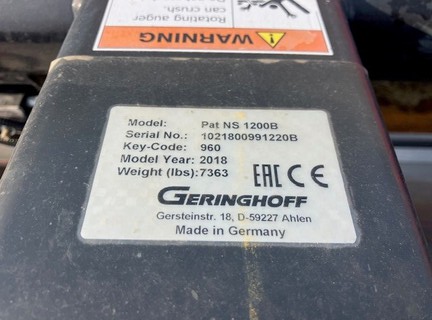 Rotating auger
can crush
WARNING
Model: Pat NS 1200B
Serial No.: 1021800991220B
Key-Code: 960
Model Year: 2018
Weight (lbs):7363
EAC CE
GERINGHOFF
Gersteinstr. 18, D-59227 Ahlen
Made in Germany